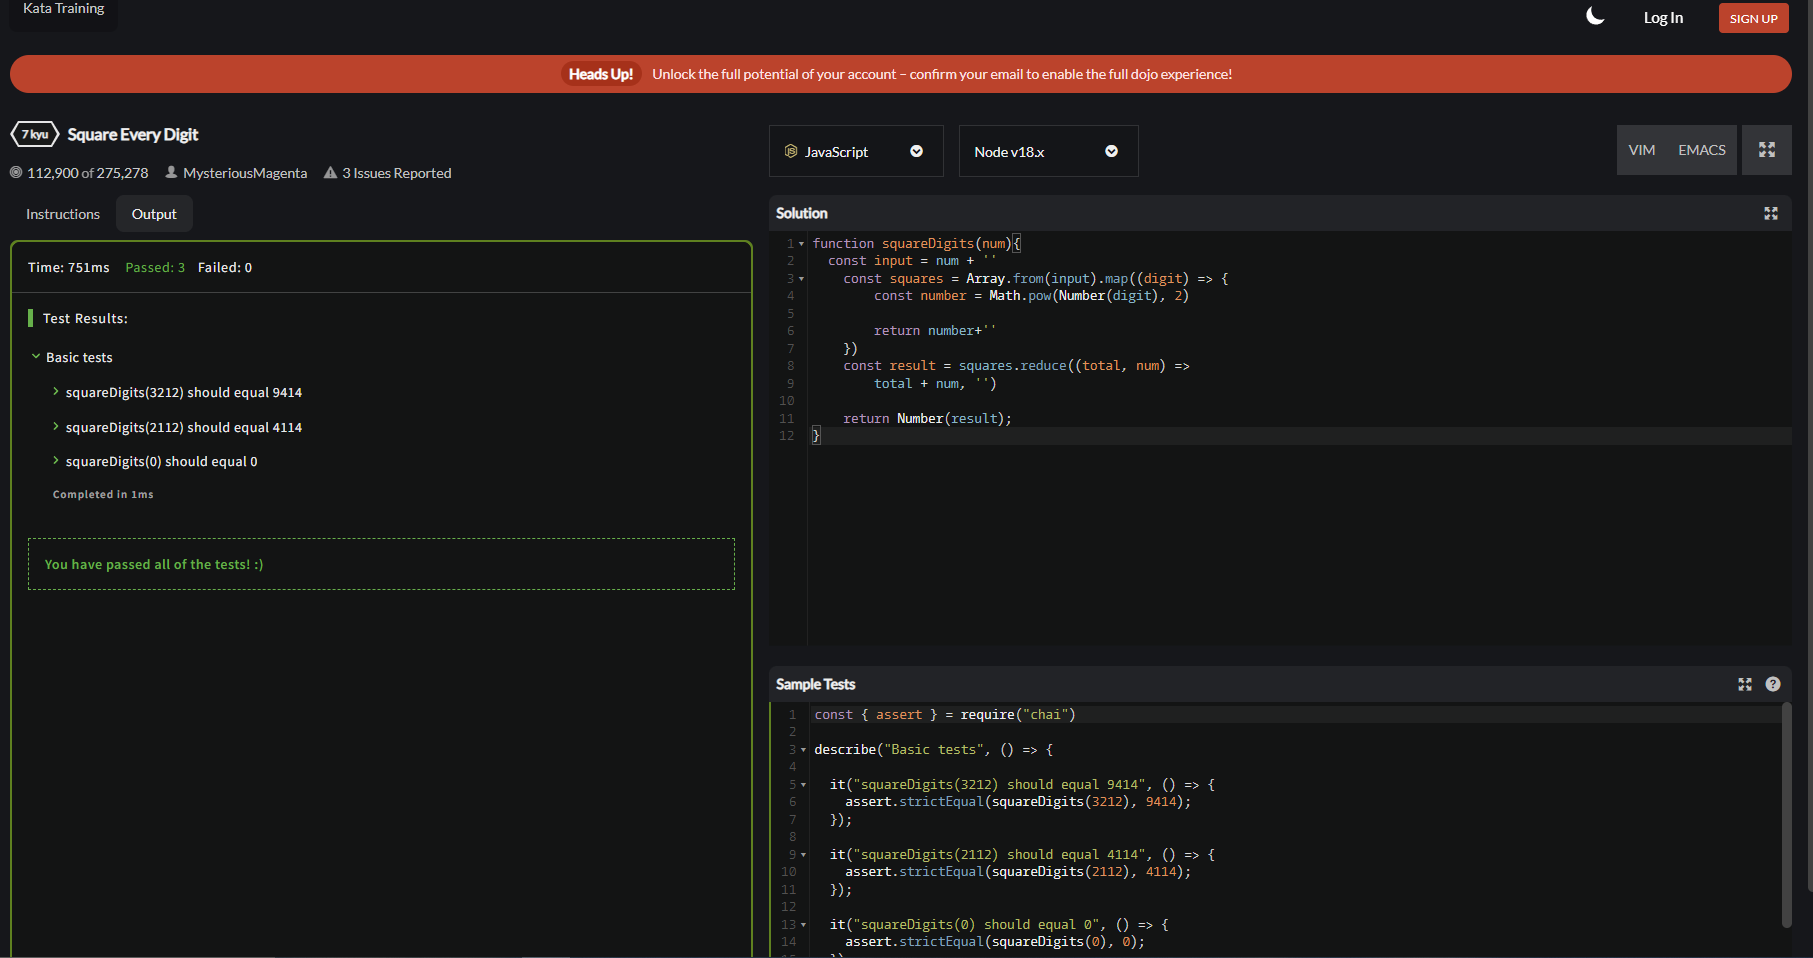 Kata Training
Log In
SIGN UP
Heads Up! Unlock the full potential of your account – confirm your email to enable the full dojo experience!
7 kyu Square Every Digit
112,900 of 275,278 MysteriousMagenta 3 Issues Reported
Instructions Output
Time: 751ms Passed: 3 Failed: 0
Test Results:
Basic tests
squareDigits(3212) should equal 9414
squareDigits(2112) should equal 4114
squareDigits(0) should equal 0
Completed in 1ms
You have passed all of the tests! :)
JS JavaScript
Node v18.x
VIM EMACS
Solution
1 function squareDigits(num){
2   const input = num + ''
3     const squares = Array.from(input).map((digit) => {
4         const number = Math.pow(Number(digit), 2)
5
6         return number+''
7     })
8     const result = squares.reduce((total, num) =>
9         total + num, '')
10
11     return Number(result);
12 }
Sample Tests
?
1 const { assert } = require("chai")
2
3 describe("Basic tests", () => {
4
5   it("squareDigits(3212) should equal 9414", () => {
6     assert.strictEqual(squareDigits(3212), 9414);
7   });
8
9   it("squareDigits(2112) should equal 4114", () => {
10     assert.strictEqual(squareDigits(2112), 4114);
11   });
12
13   it("squareDigits(0) should equal 0", () => {
14     assert.strictEqual(squareDigits(0), 0);